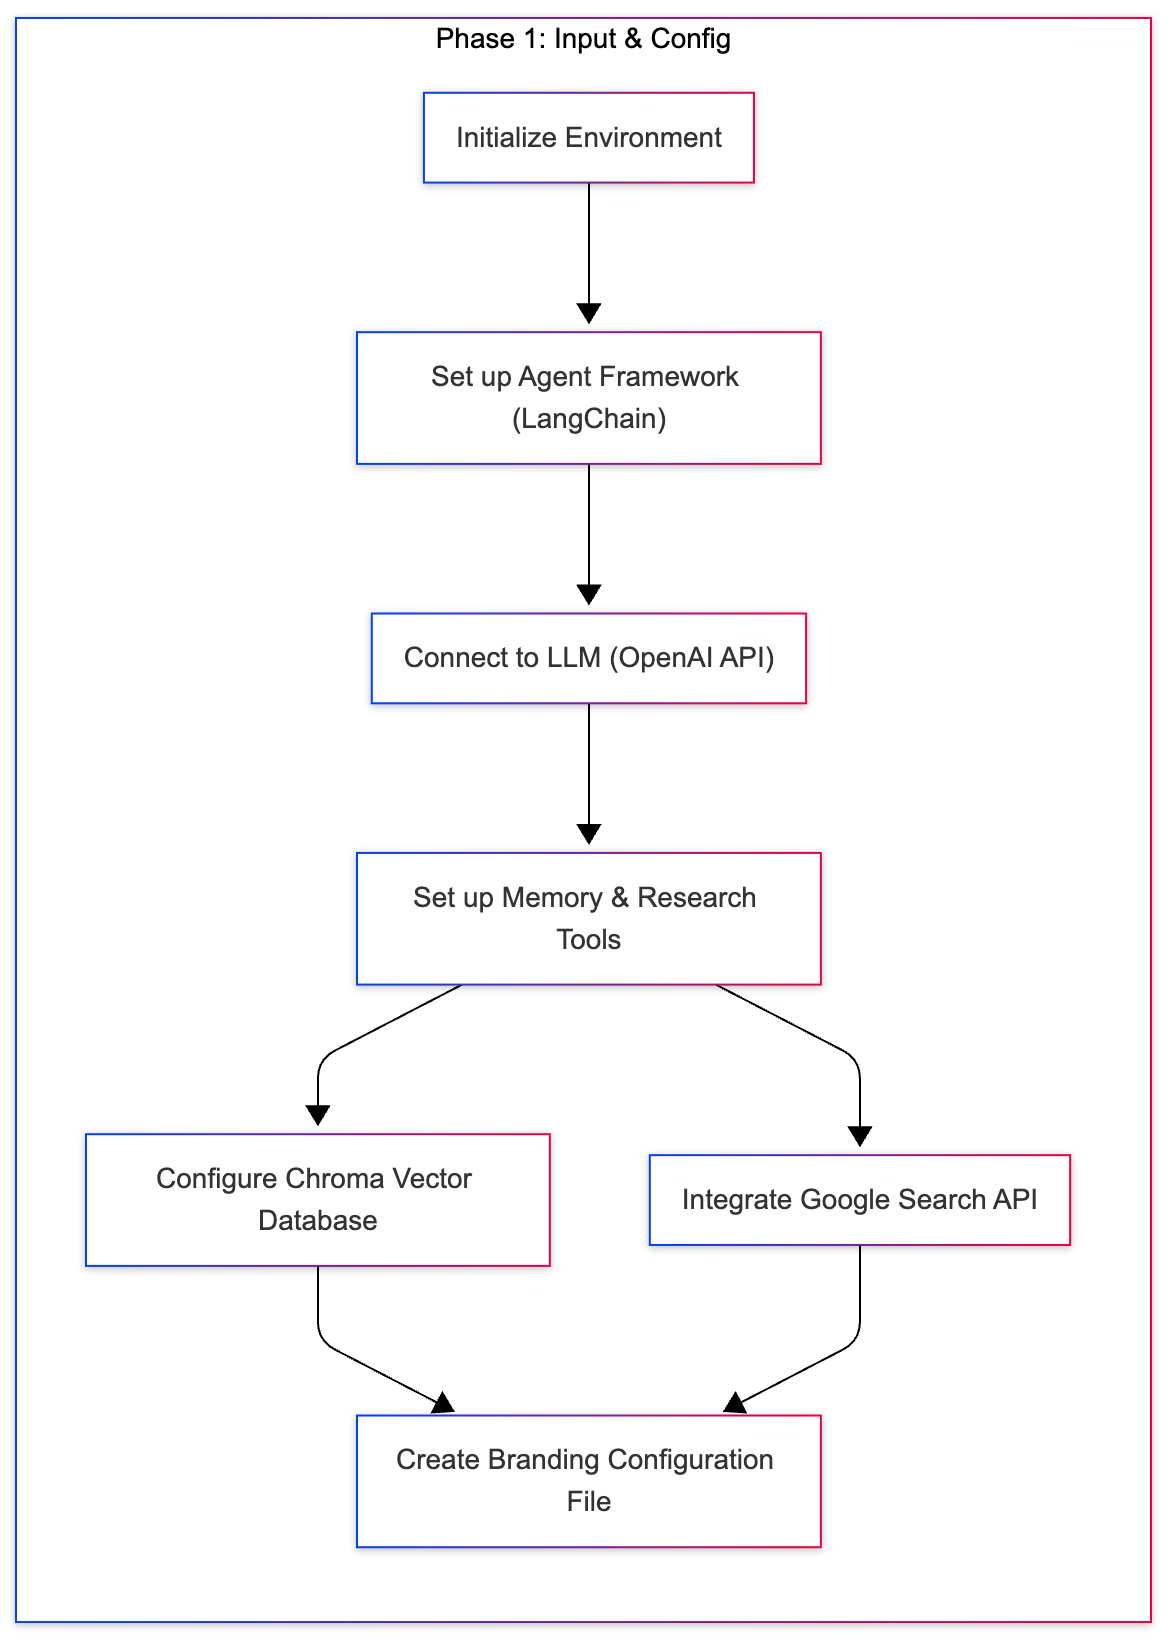 Phase 1: Input & Config
Initialize Environment
Set up Agent Framework
(LangChain)
Connect to LLM (OpenAI API)
Set up Memory & Research
Tools
Configure Chroma Vector
Database
Integrate Google Search API
Create Branding Configuration
File